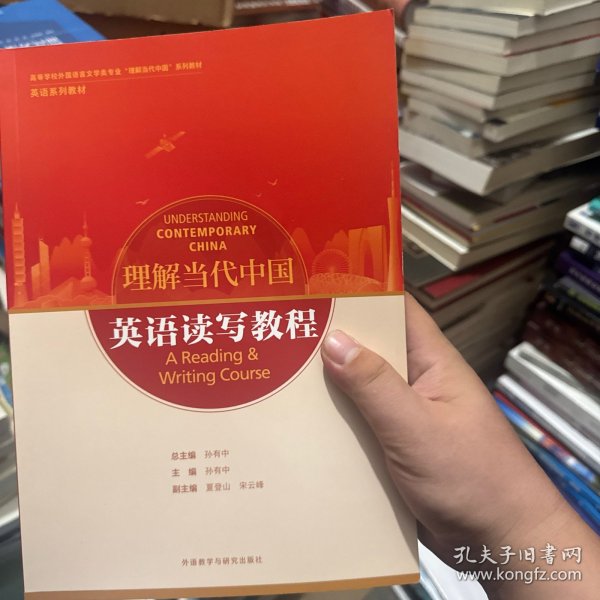 高等学校外国语言文学类专业“理解当代中国”系列教材
英语系列教材
UNDERSTANDING
CONTEMPORARY
CHINA
理解当代中国
英语读写教程
A Reading &
Writing Course
总主编 孙有中
主 编 孙有中
副主编 夏登山 宋云峰
外语教学与研究出版社
孔夫子旧书网
www.kongfz.com